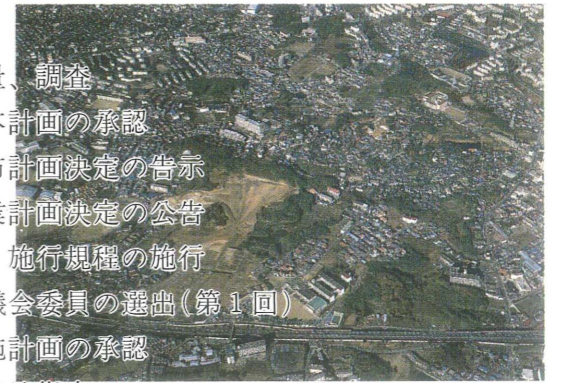 、調査
計画の承認
計画決定の告示
計画決定の公告
施行規程の施行
会委員の選出(第1回)
計画の承認